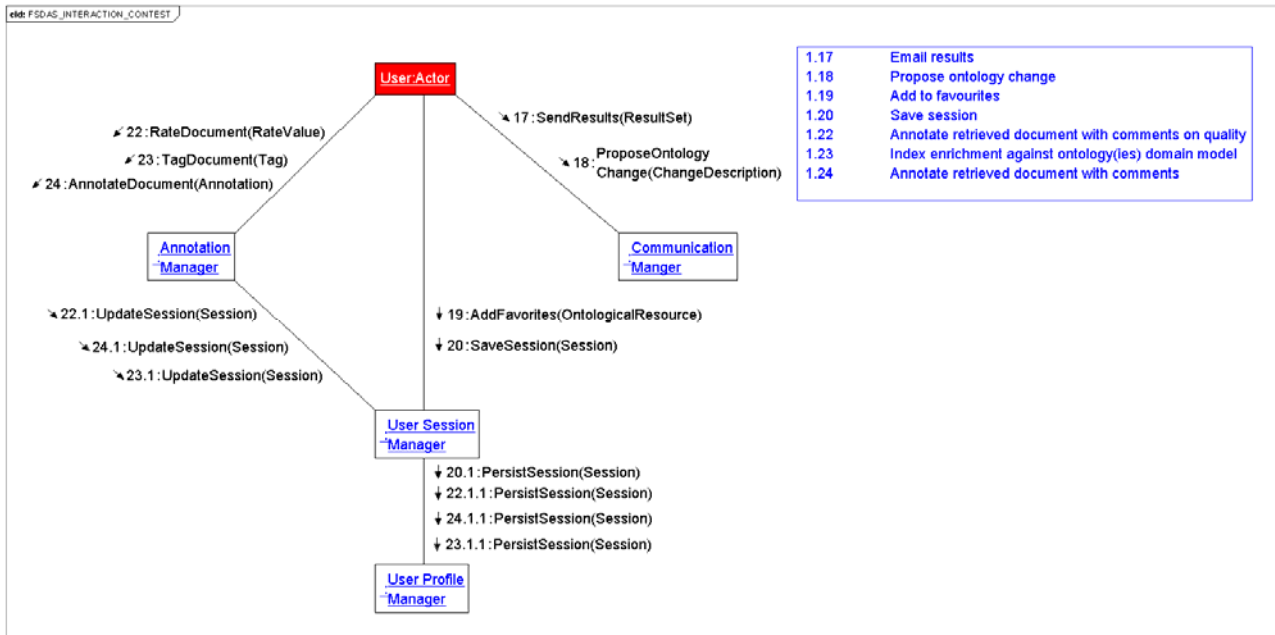 cid: FSDAS_INTERACTION_CONTEST
User:Actor
1.17 Email results
1.18 Propose ontology change
1.19 Add to favourites
1.20 Save session
1.22 Annotate retrieved document with comments on quality
1.23 Index enrichment against ontology(ies) domain model
1.24 Annotate retrieved document with comments
22:RateDocument(RateValue)
23:TagDocument(Tag)
24:AnnotateDocument(Annotation)
17:SendResults(ResultSet)
18: ProposeOntology
Change(ChangeDescription)
Annotation
Manager
Communication
Manger
22.1:UpdateSession(Session)
24.1:UpdateSession(Session)
23.1:UpdateSession(Session)
19:AddFavorites(OntologicalResource)
20:SaveSession(Session)
User Session
Manager
20.1:PersistSession(Session)
22.1.1:PersistSession(Session)
24.1.1:PersistSession(Session)
23.1.1:PersistSession(Session)
User Profile
Manager